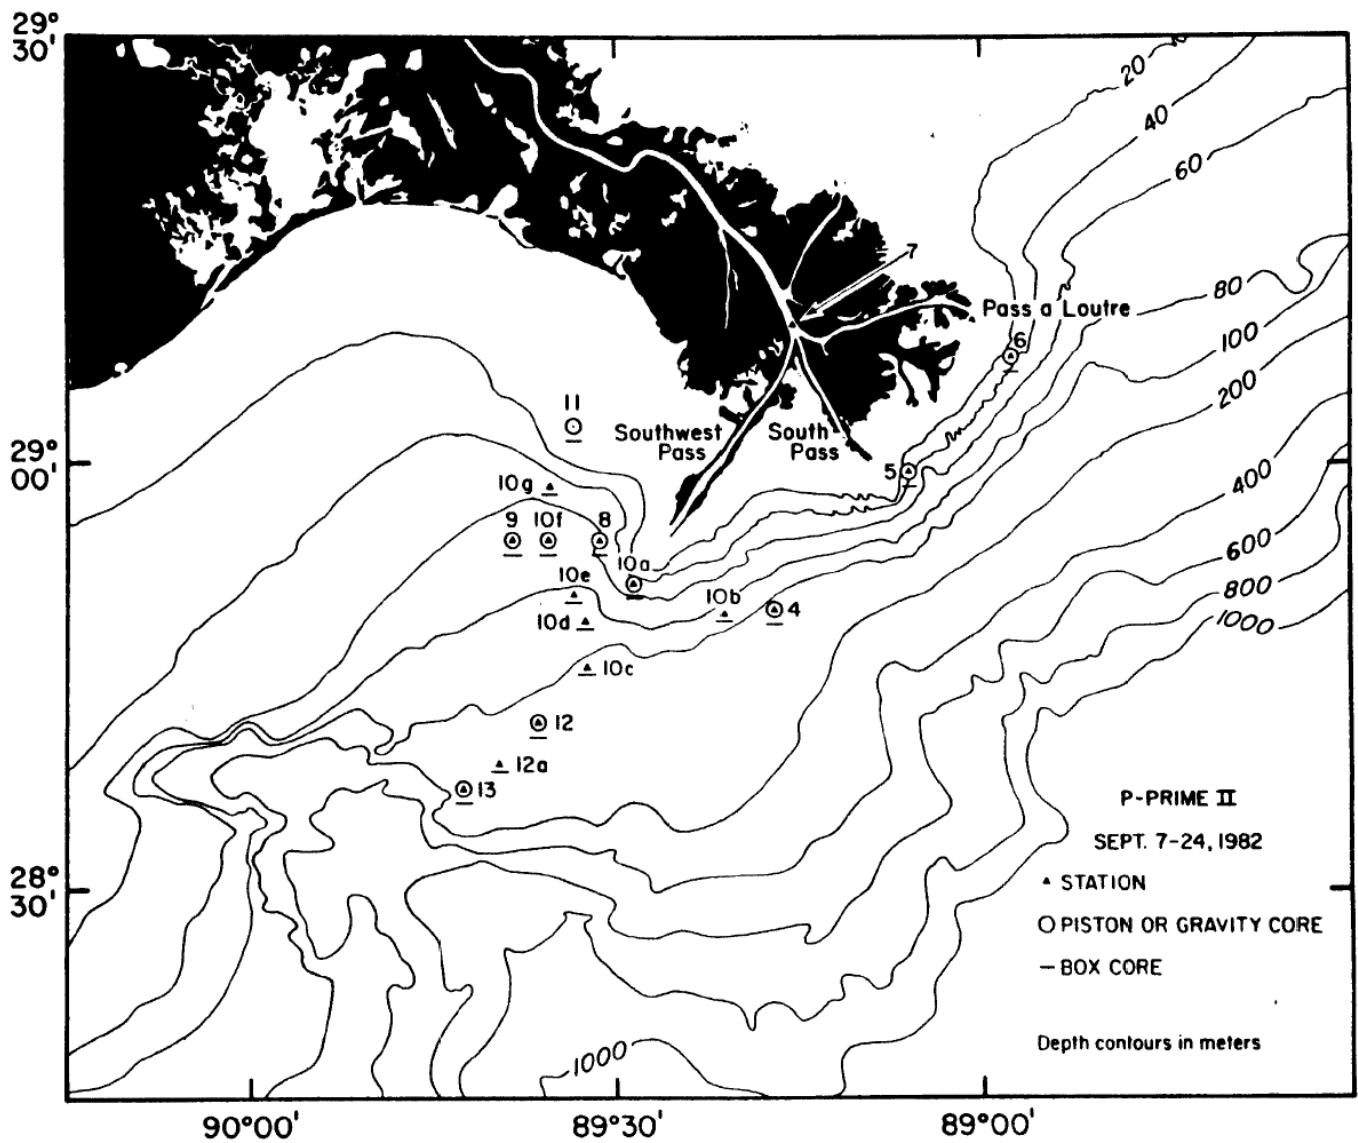 29°
30'
20
40
60
7
80
Pass a Loutre
6
100
200
11
Southwest
Pass
South
Pass
29°
00'
5
10g
400
9
10f
8
10a
600
10e
10b
4
800
10d
1000
10c
12
12a
13
P-PRIME II
SEPT. 7-24, 1982
STATION
28°
30'
PISTON OR GRAVITY CORE
BOX CORE
Depth contours in meters
1000
90°00'
89°30'
89°00'